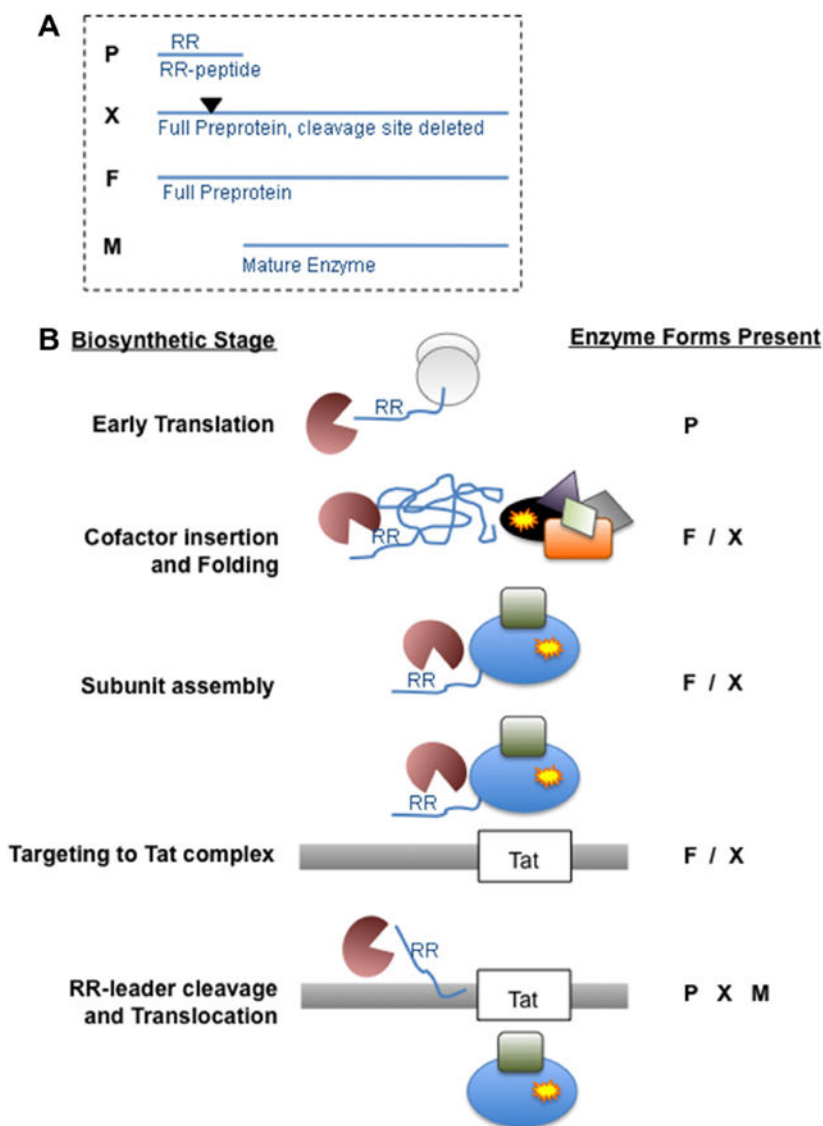 A
P
RR
RR-peptide
X
Full Preprotein, cleavage site deleted
F
Full Preprotein
M
Mature Enzyme
B
Biosynthetic Stage
Enzyme Forms Present
Early Translation
RR
P
Cofactor insertion
and Folding
RR
F / X
Subunit assembly
RR
F / X
RR
Targeting to Tat complex
Tat
F / X
RR
RR-leader cleavage
and Translocation
Tat
P X M